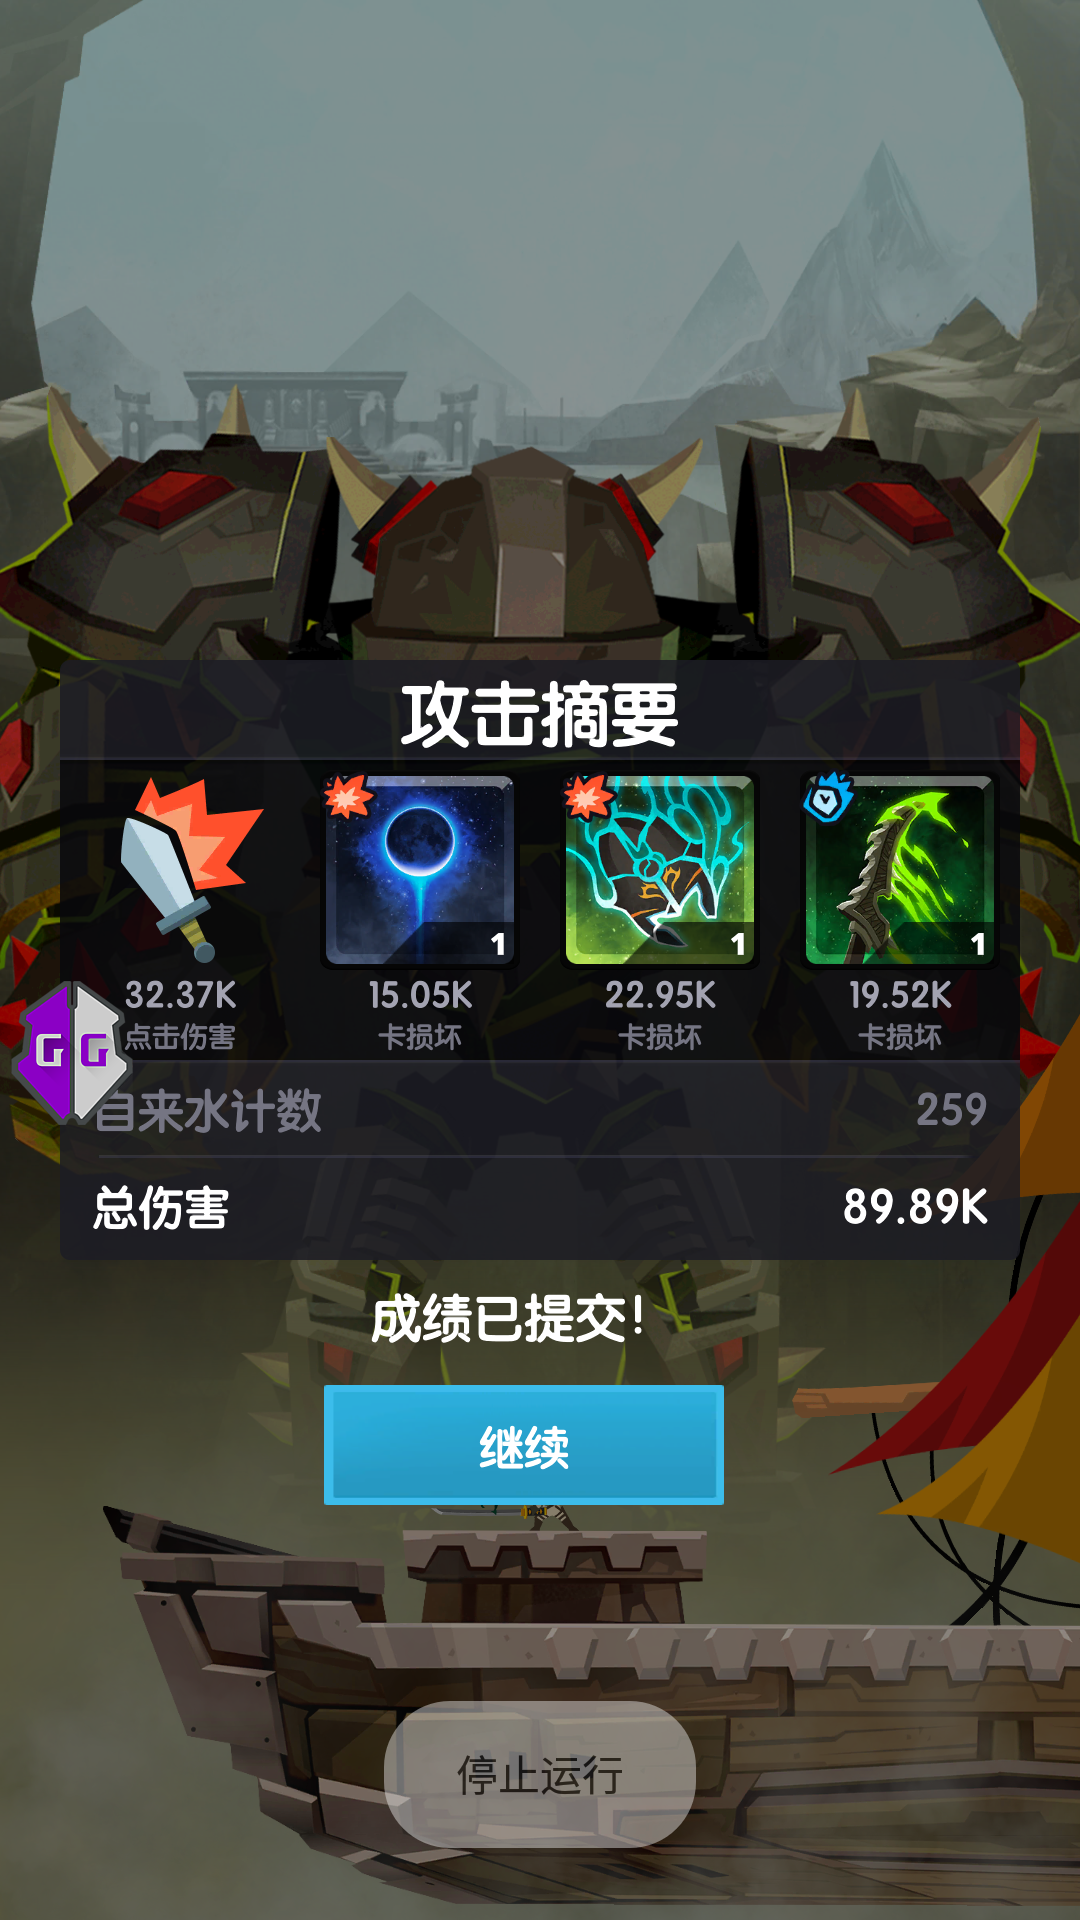 攻击摘要
1 1 1
32.37K 15.05K 22.95K 19.52K
点击伤害 卡损坏 卡损坏 卡损坏
GG
自来水计数 259
总伤害 89.89K
成绩已提交!
继续
停止运行